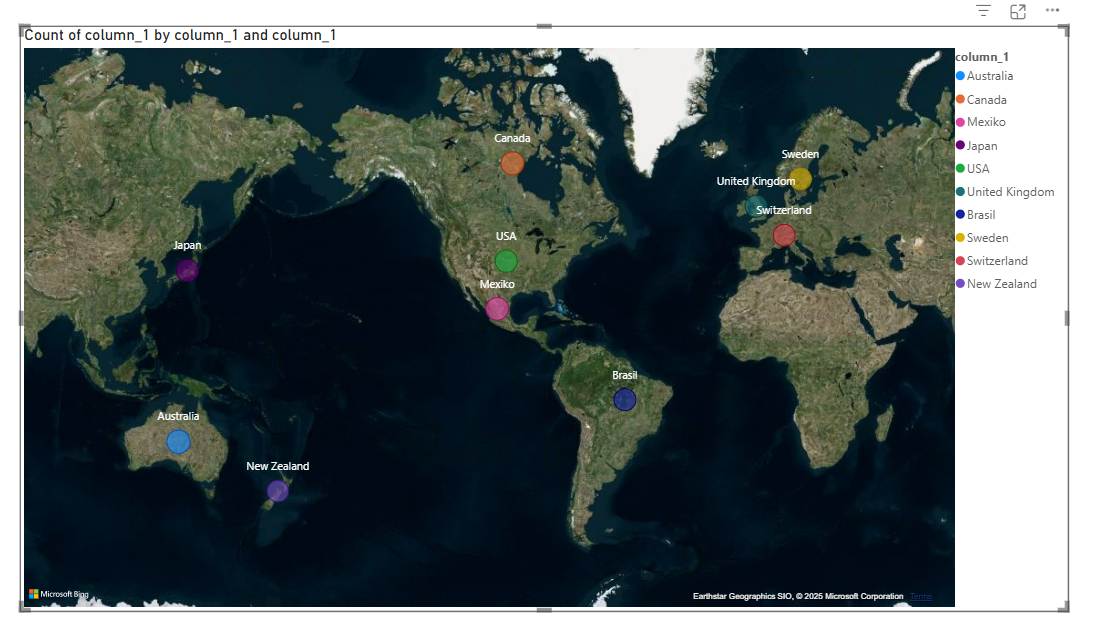 Count of column_1 by column_1 and column_1
column_1
Australia
Canada
Mexiko
Japan
USA
United Kingdom
Brasil
Sweden
Switzerland
New Zealand
Canada
Sweden
United Kingdom
Switzerland
Japan
USA
Mexiko
Brasil
Australia
New Zealand
Microsoft Bing
Earthstar Geographics SIO, © 2025 Microsoft Corporation Terms